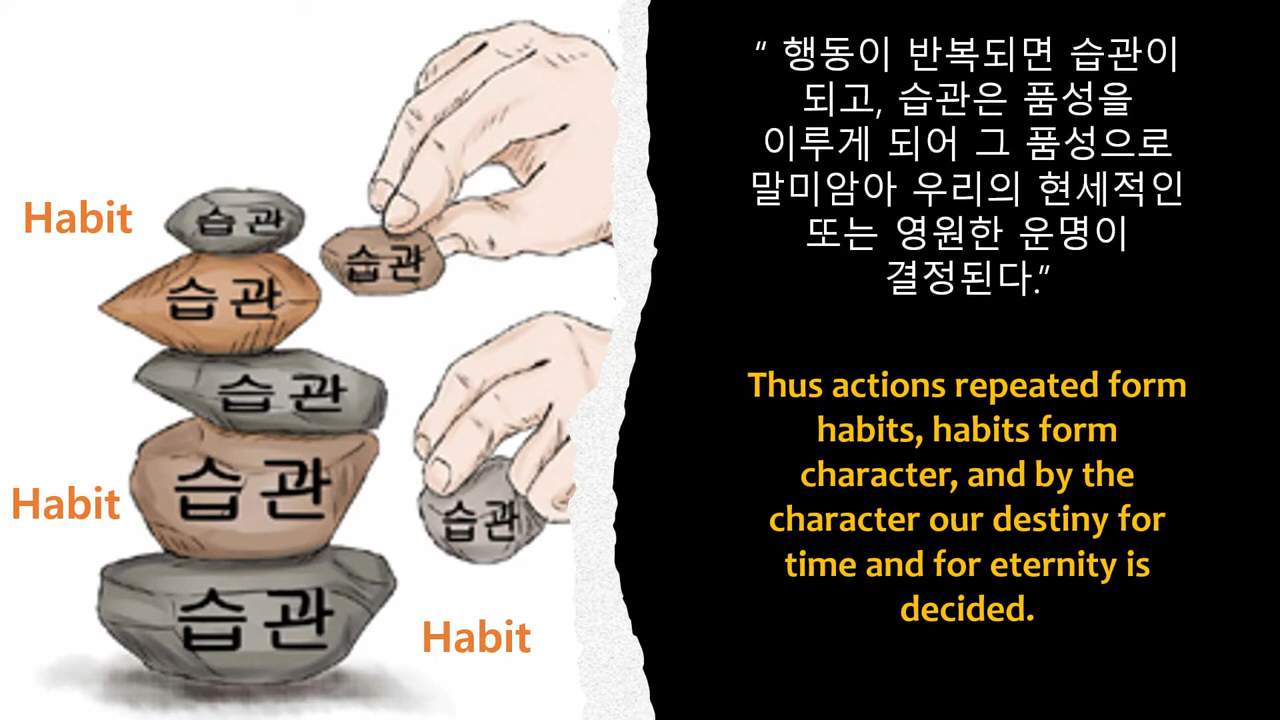 Habit
습관
습관
습관
습관
Habit
습관
습관
습관
Habit
“ 행동이 반복되면 습관이
되고, 습관은 품성을
이루게 되어 그 품성으로
말미암아 우리의 현세적인
또는 영원한 운명이
결정된다.”
Thus actions repeated form
habits, habits form
character, and by the
character our destiny for
time and for eternity is
decided.